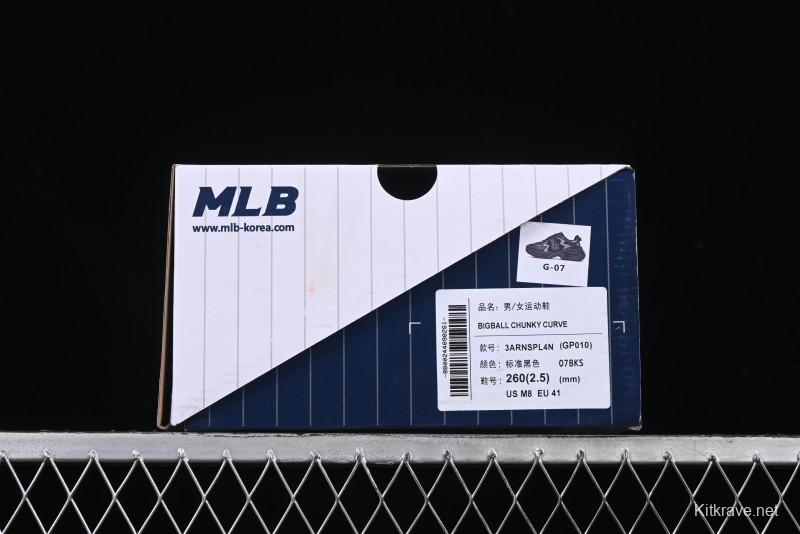 MLB
www.mlb-korea.com
G-07
品名: 男/女运动鞋
BIGBALL CHUNKY CURVE
款号: 3ARNSPL4N (GP010)
颜色: 标准黑色 07BKS
鞋号: 260(2.5) (mm)
US M8 EU 41
Kitkrave.net